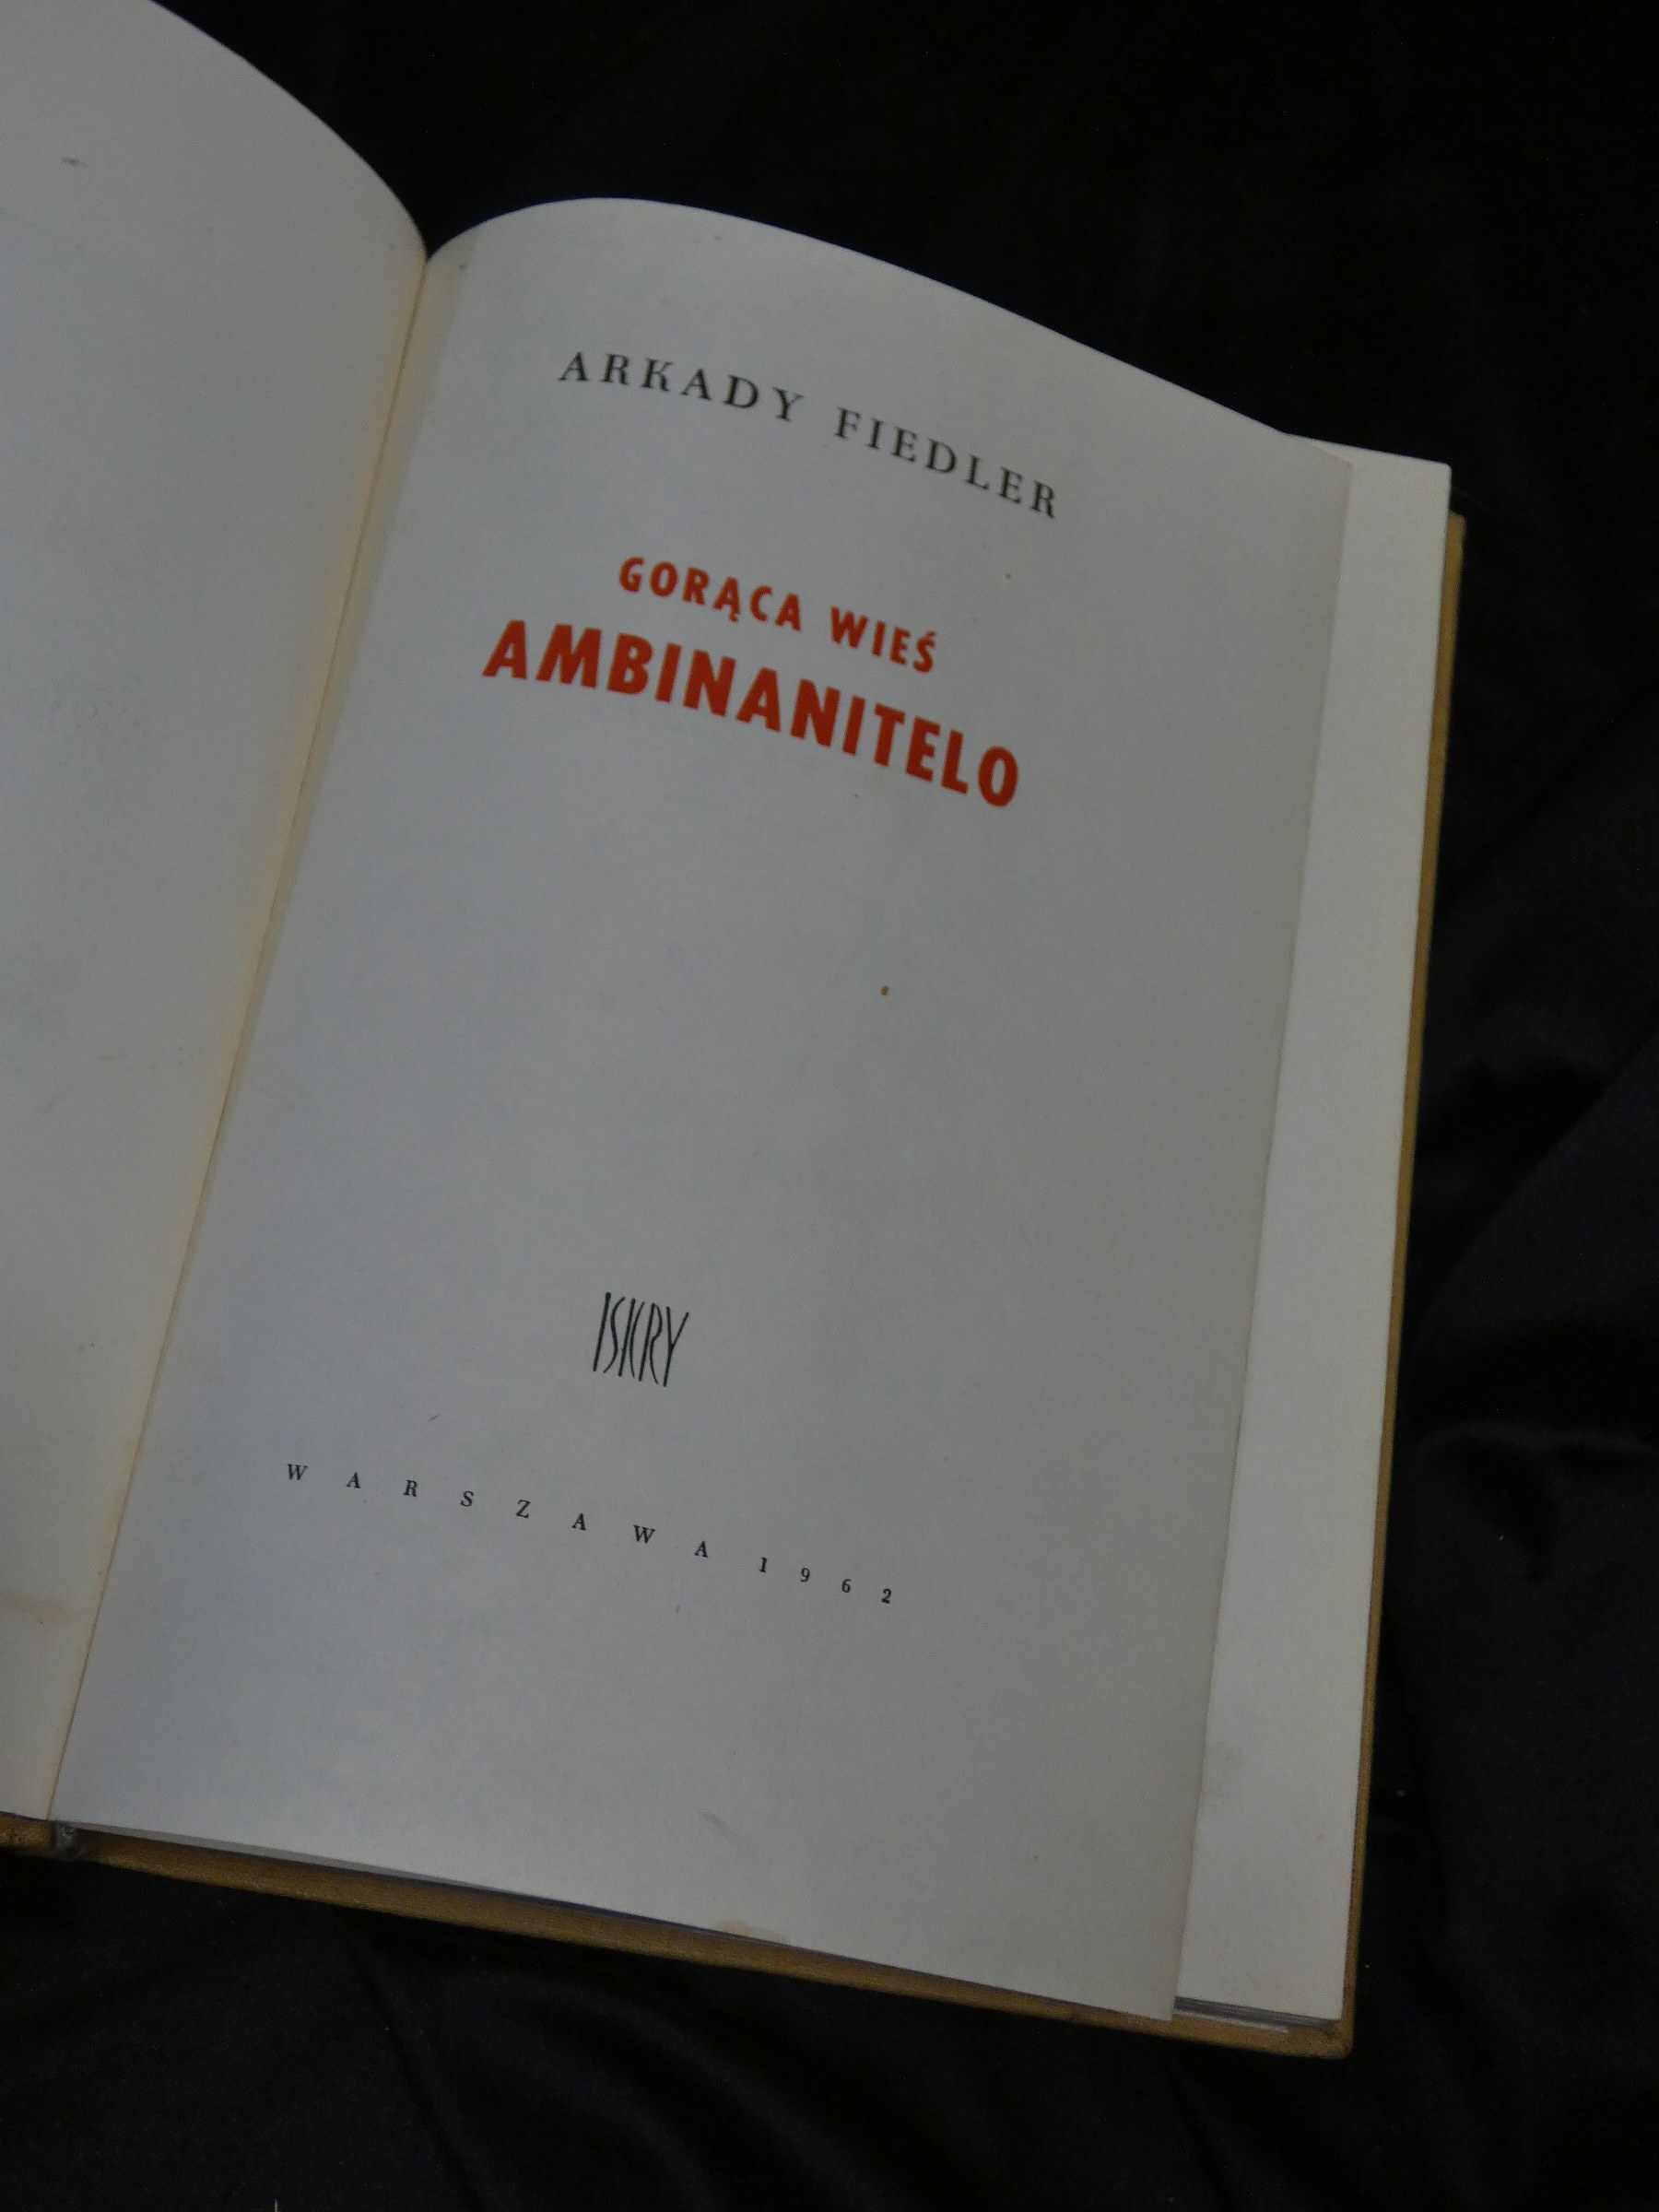 ARKADY FIEDLER
GORĄCA WIEŚ
AMBINANITELO
ISKRY
WARSZAWA 1962